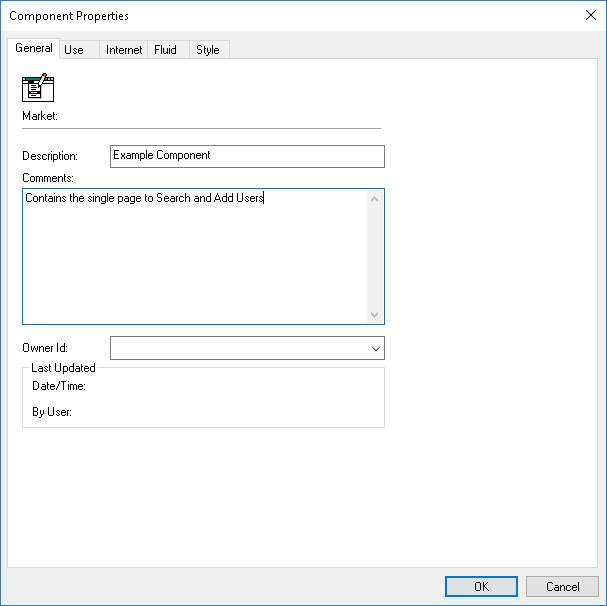 Component Properties
General Use Internet Fluid Style
Market:
Description: Example Component
Comments:
Contains the single page to Search and Add Users
Owner Id:
Last Updated
Date/Time:
By User:
OK Cancel